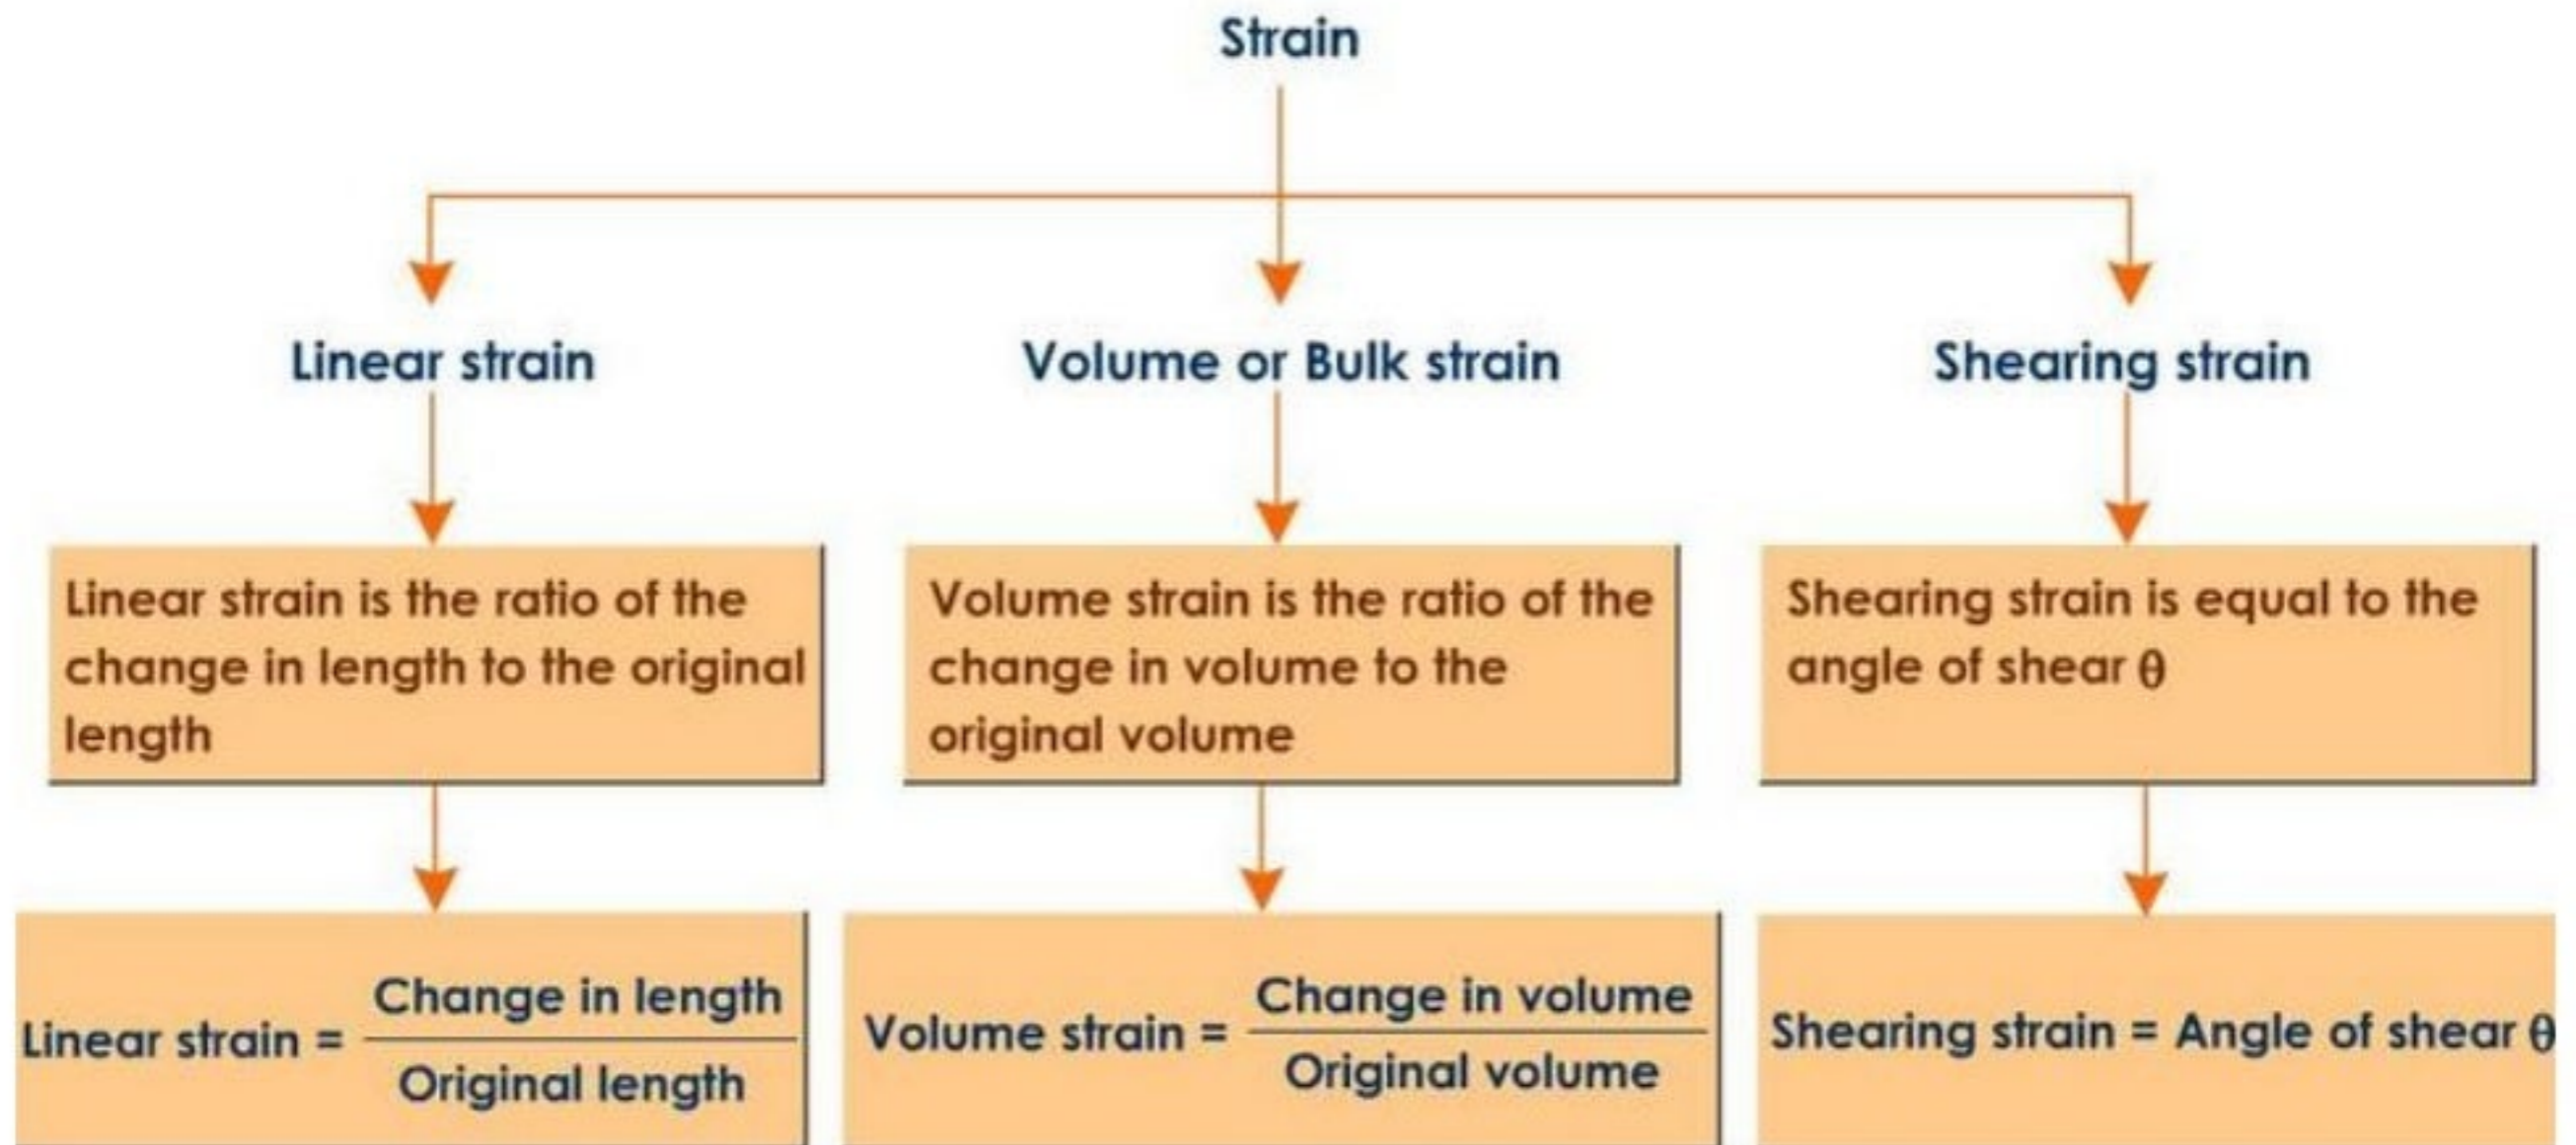 Strain
Linear strain
Volume or Bulk strain
Shearing strain
Linear strain is the ratio of the
change in length to the original
length
Volume strain is the ratio of the
change in volume to the
original volume
Shearing strain is equal to the
angle of shear θ
Linear strain = Change in length
Original length
Volume strain = Change in volume
Original volume
Shearing strain = Angle of shear θ